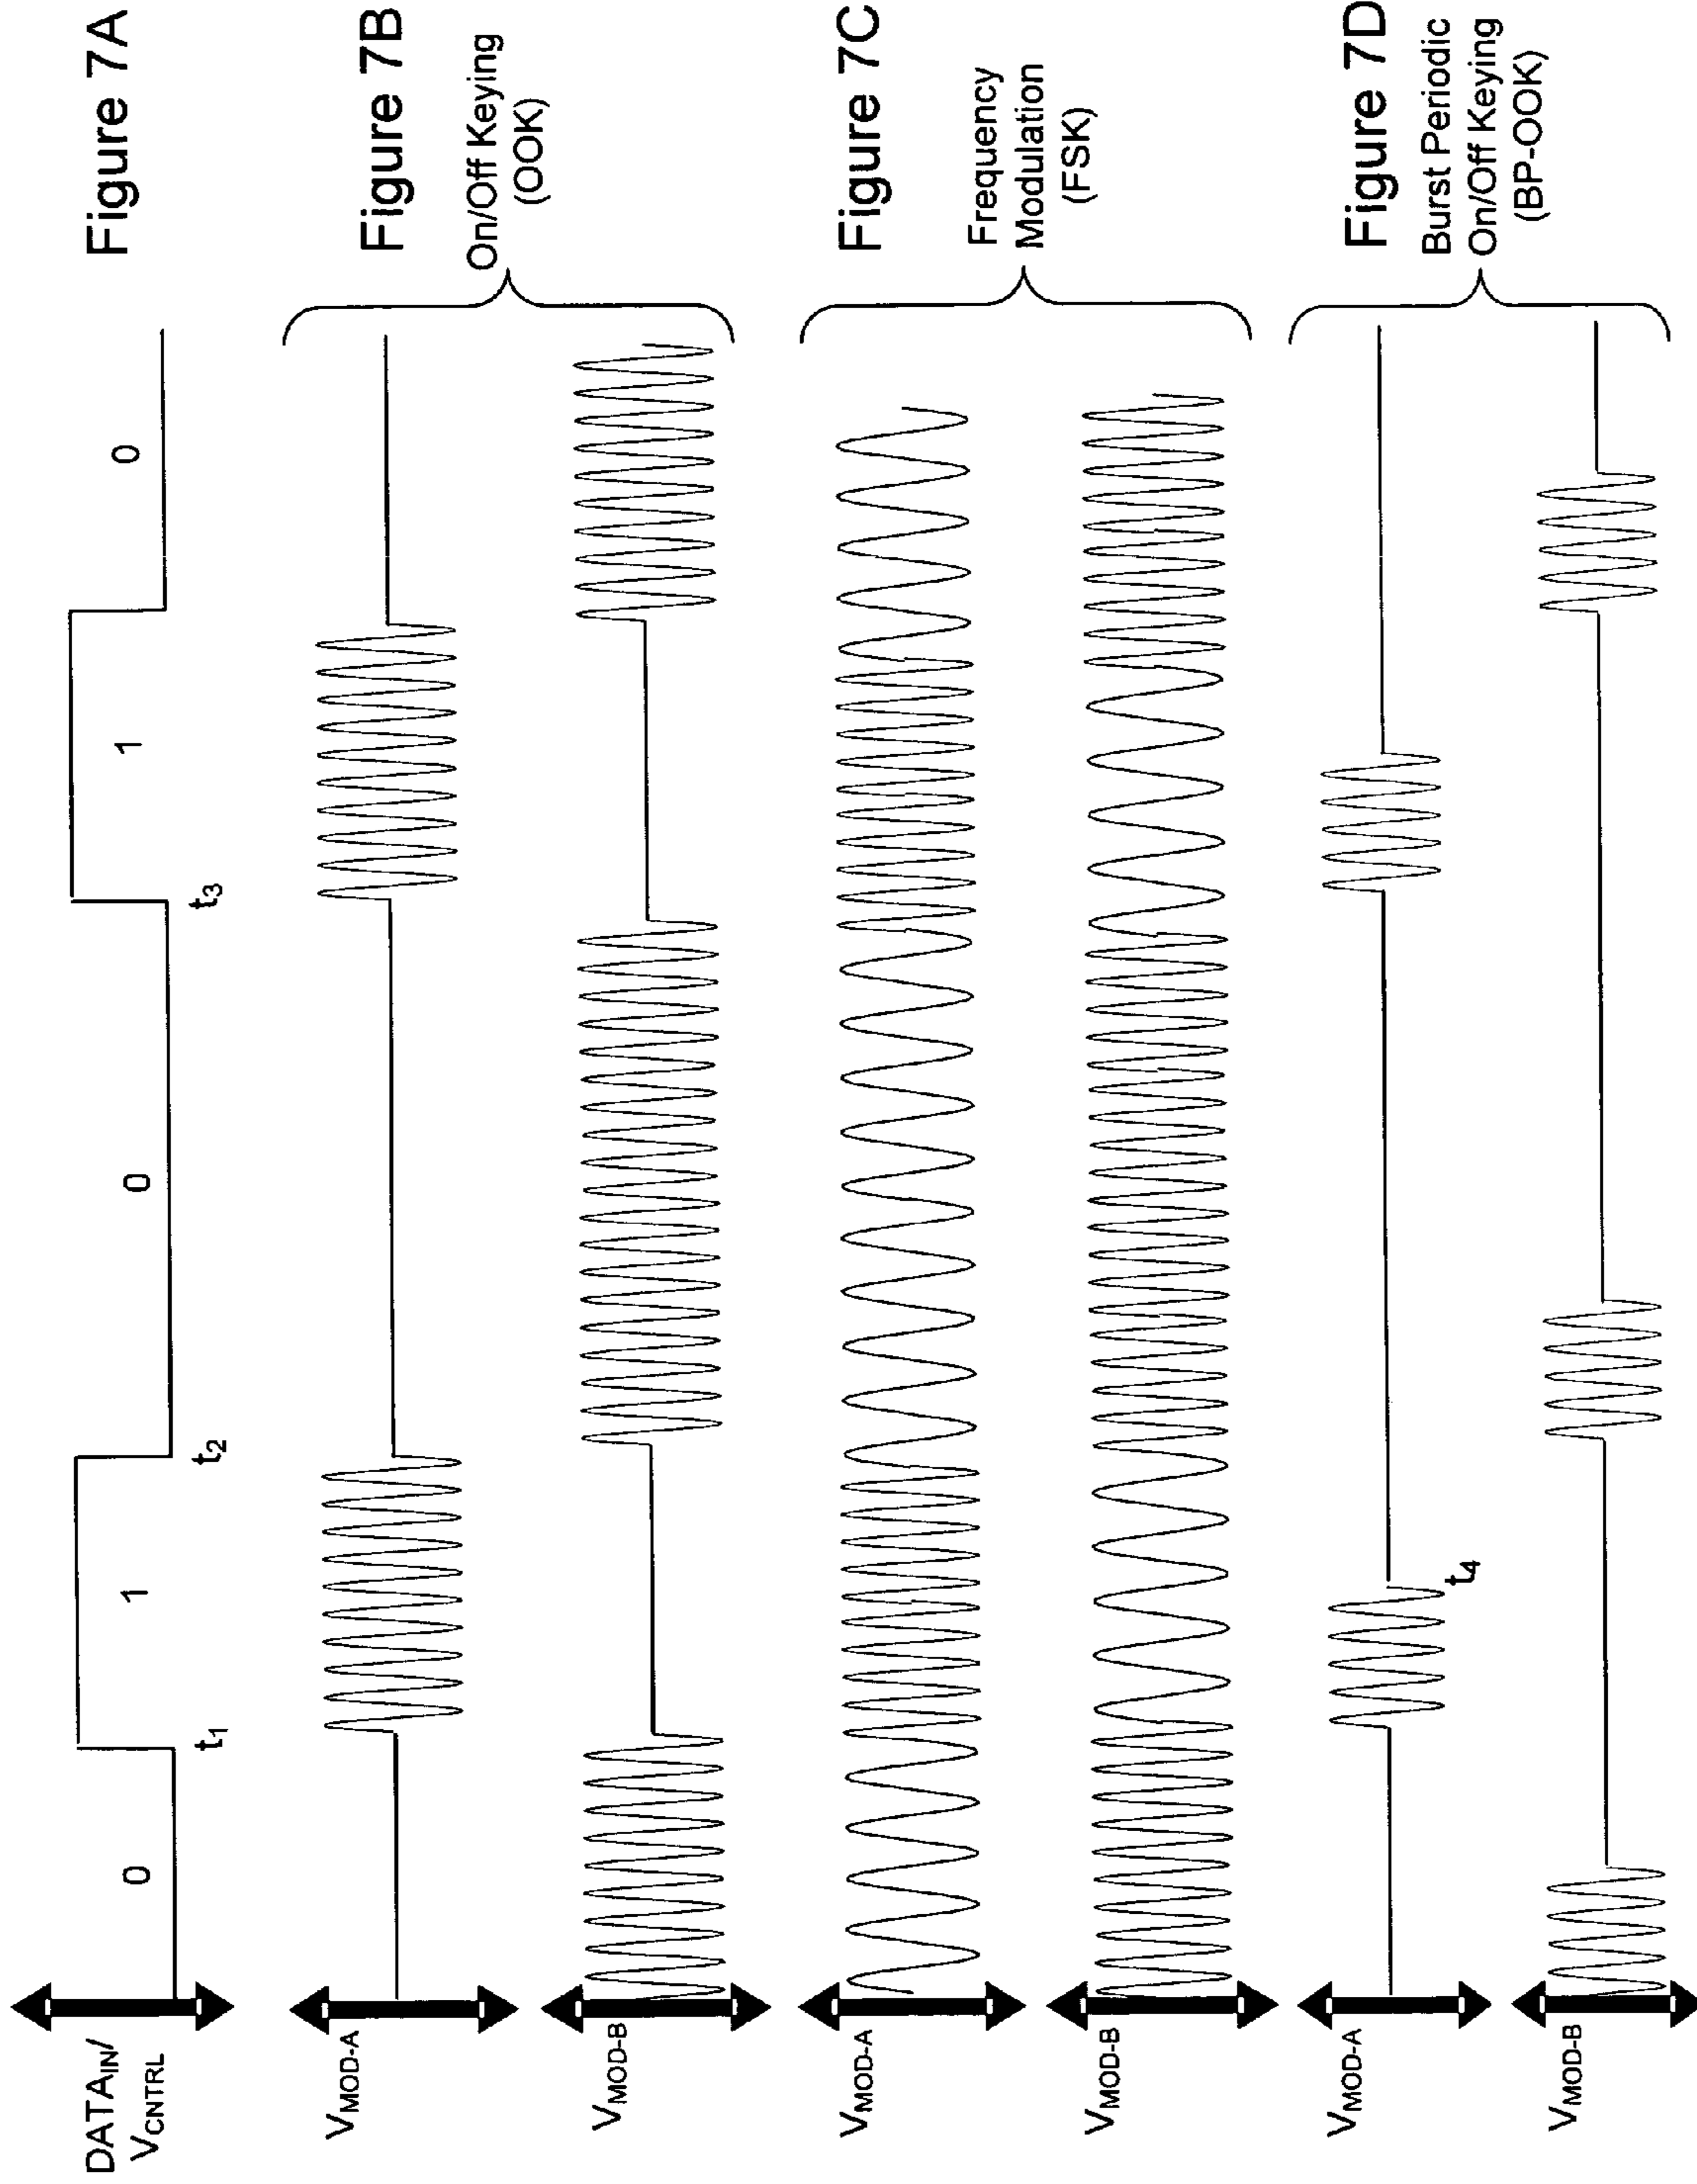 Figure 7A
DATAIN/
VCNTRL
0
1
0
1
0
t1
t2
t3
Figure 7B
On/Off Keying
(OOK)
VMOD-A
VMOD-B
Figure 7C
Frequency
Modulation
(FSK)
VMOD-A
VMOD-B
Figure 7D
Burst Periodic
On/Off Keying
(BP-OOK)
VMOD-A
t4
VMOD-B